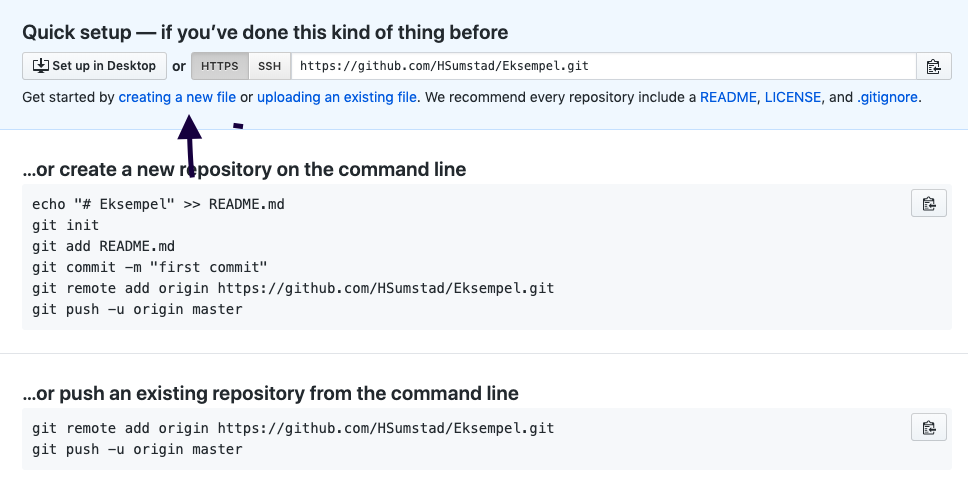 Quick setup — if you’ve done this kind of thing before
Set up in Desktop or HTTPS SSH https://github.com/HSumstad/Eksempel.git
Get started by creating a new file or uploading an existing file. We recommend every repository include a README, LICENSE, and .gitignore.
…or create a new repository on the command line
echo "# Eksempel" >> README.md
git init
git add README.md
git commit -m "first commit"
git remote add origin https://github.com/HSumstad/Eksempel.git
git push -u origin master
…or push an existing repository from the command line
git remote add origin https://github.com/HSumstad/Eksempel.git
git push -u origin master